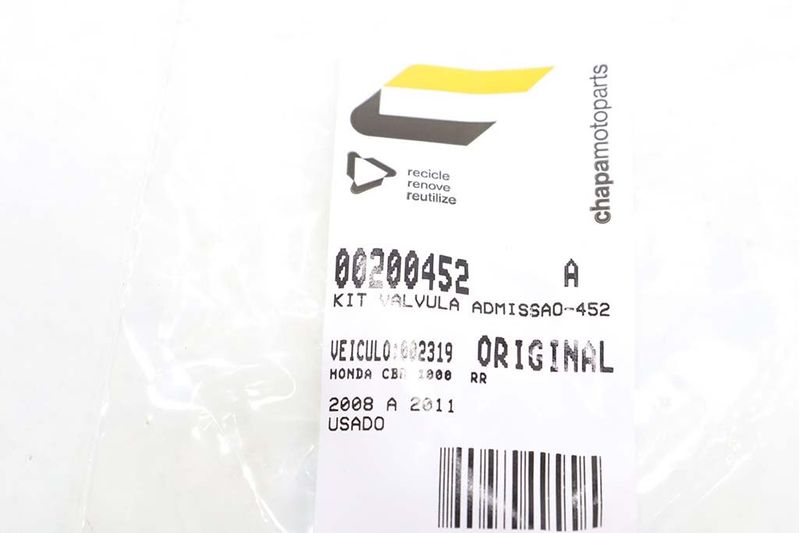 chapamotoparts
recicle
renove
reutilize
00200452 A
KIT VALVULA ADMISSAO-452
VEICULO:002319 ORIGINAL
HONDA CBR 1000 RR
2008 A 2011
USADO